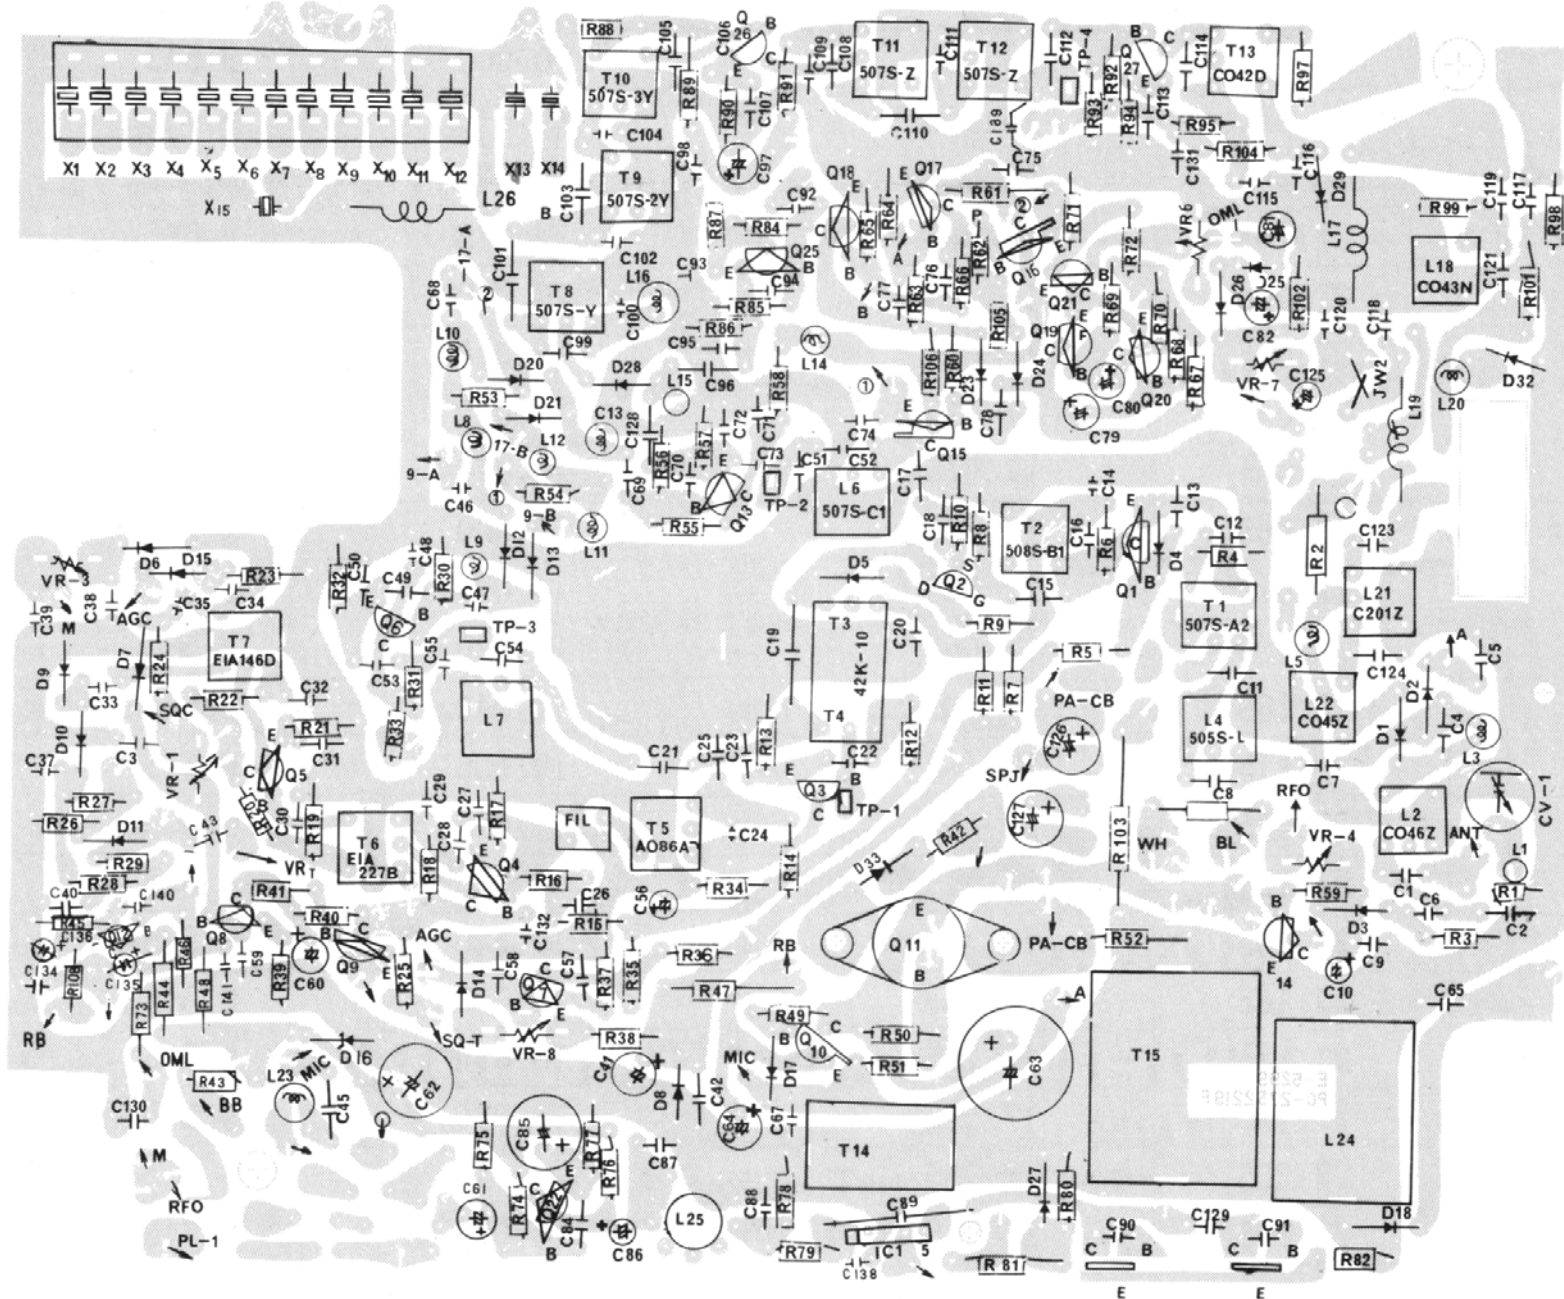 R88
C105
C106
Q
26
B
E
C
C109
C108
T11
507S-Z
C111
T12
507S-Z
C112
TP-4
R92
B
Q
27
C
E
C114
T13
CO42D
R97
T10
507S-3Y
R89
R90
C107
R91
C110
C189
R93
R94
C113
R95
C104
X1 X2 X3 X4 X5 X6 X7 X8 X9 X10 X11 X12 X13 X14
C98
C97
Q18
Q17
C75
C131
R104
C116
D29
T9
507S-2Y
C103
X15
L26
B
C92
R87
R84
R65
R64
R61
P
2
R71
R72
VR6
OML
C115
C81
L17
R99
C119
C117
R98
17-A
C101
C102
L16
C93
Q25
B
C94
A
R62
Q16
Q21
D26
D25
L18
CO43N
C121
R101
C68
2
T8
507S-Y
C100
R85
C77
R63
C76
R66
R105
R69
R70
C82
R102
C120
C118
L10
C99
R86
C95
L14
Q19
R68
R67
D20
D28
L15
C96
R58
1
R106
R60
D23
D24
C80
Q20
VR-7
C125
JW2
L20
D32
R53
D21
L8
17-B
L12
C13
C128
R56
R57
C72
C71
C74
C78
C79
Q15
L19
9-A
C46
1
R54
9-B
C69
C70
Q13
C73
TP-2
C51
C52
L6
507S-C1
C17
C18
R10
R8
C14
C13
R55
L11
T2
508S-B1
C16
R6
Q1
D4
C12
R4
R2
C123
VR-3
D6
D15
R23
R32
C50
C48
L9
D12
D13
D5
S
D
Q2
G
C15
L21
C201Z
C39
M
C38
AGC
C35
C34
C49
R30
C47
Q6
TP-3
T7
EIA146D
T3
42K-10
T4
C19
C20
R9
T1
507S-A2
L5
C124
A
C5
D9
D7
R24
C53
R31
C55
C54
R5
PA-CB
R11
R7
C11
D2
C33
SQC
R22
C32
R21
C31
R33
L7
L4
505S-L
L22
CO45Z
D1
C4
L3
D10
C3
C37
VR-1
Q5
C21
C25
C23
R13
C22
R12
C126
SPJ
C7
CV-1
R27
R26
D11
C43
R20
C30
R19
C29
C28
C27
R17
FIL
T5
AO86A
C24
Q3
TP-1
C127
R42
R103
C8
WH
BL
RFO
VR-4
L2
CO46Z
ANT
R29
R28
C40
C140
VRT
T6
EIA
227B
R18
Q4
R16
R14
D33
R34
L1
R1
C2
C1
C6
R59
R41
R40
R45
C136
Q12
Q8
Q9
AGC
C26
R15
C56
C132
RB
Q11
PA-CB
R52
D3
C9
R3
C134
R108
C135
R46
C59
R39
C60
R25
D14
C58
Q7
C57
R37
R35
R36
R47
14
C10
C65
RB
R73
R44
R48
C141
D16
SQ-T
VR-8
R38
R49
R50
R51
Q
10
C63
A
T15
OML
R43
BB
L23
MIC
C45
C62
C41
D8
C42
MIC
D17
C64
C67
T14
L24
C130
M
RFO
PL-1
R75
C85
R77
R76
C87
R74
Q22
C61
C84
C86
L25
C88
R78
C89
R79
IC1
5
C138
R81
D27
R80
C90
C129
C91
D18
R82
C
B
E
C
B
E